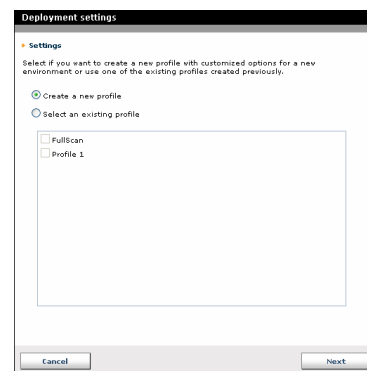 Deployment settings
Settings
Select if you want to create a new profile with customized options for a new
environment or use one of the existing profiles created previously.
Create a new profile
Select an existing profile
FullScan
Profile 1
Cancel
Next